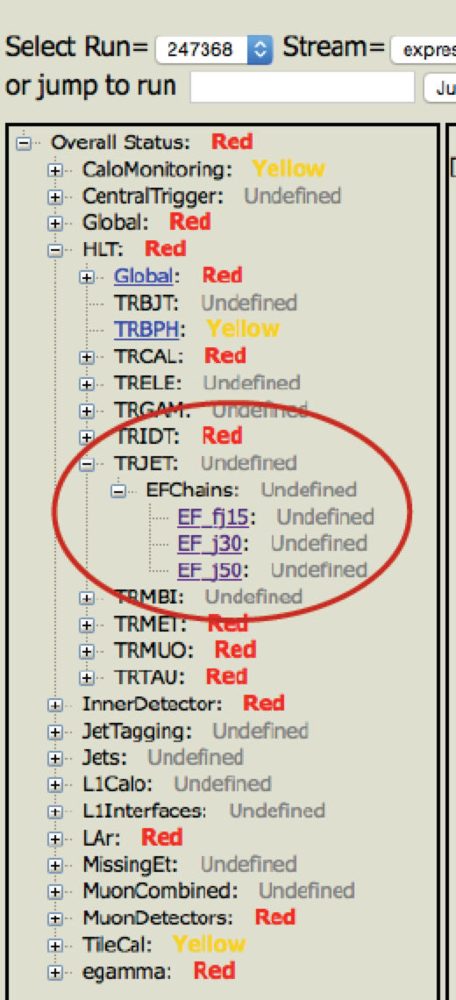 Select Run= 247368 Stream= expres
or jump to run Ju
Overall Status: Red
CaloMonitoring: Yellow
CentralTrigger: Undefined
Global: Red
HLT: Red
Global: Red
TRBJT: Undefined
TRBPH: Yellow
TRCAL: Red
TRELE: Undefined
TRGAM: Undefined
TRIDT: Red
TRJET: Undefined
EFChains: Undefined
EF_fj15: Undefined
EF_j30: Undefined
EF_j50: Undefined
TRMBI: Undefined
TRMET: Red
TRMUO: Red
TRTAU: Red
InnerDetector: Red
JetTagging: Undefined
Jets: Undefined
L1Calo: Undefined
L1Interfaces: Undefined
LAr: Red
MissingEt: Undefined
MuonCombined: Undefined
MuonDetectors: Red
TileCal: Yellow
egamma: Red